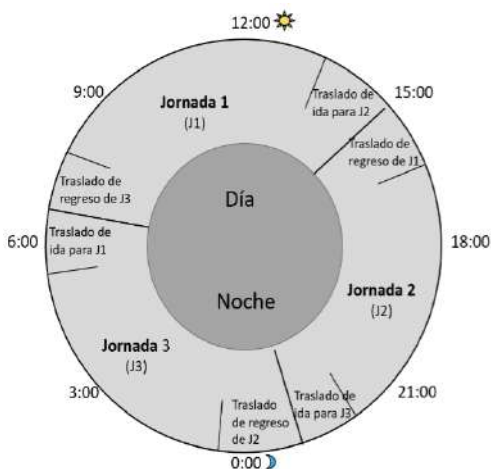 12:00
9:00
Jornada 1
(J1)
Traslado de
ida para J2
15:00
Traslado de
regreso de J1
Traslado de
regreso de J3
Día
6:00
Traslado de
ida para J1
18:00
Noche
Jornada 2
(J2)
Jornada 3
(J3)
3:00
Traslado
de regreso
de J2
Traslado de
ida para J3
21:00
0:00